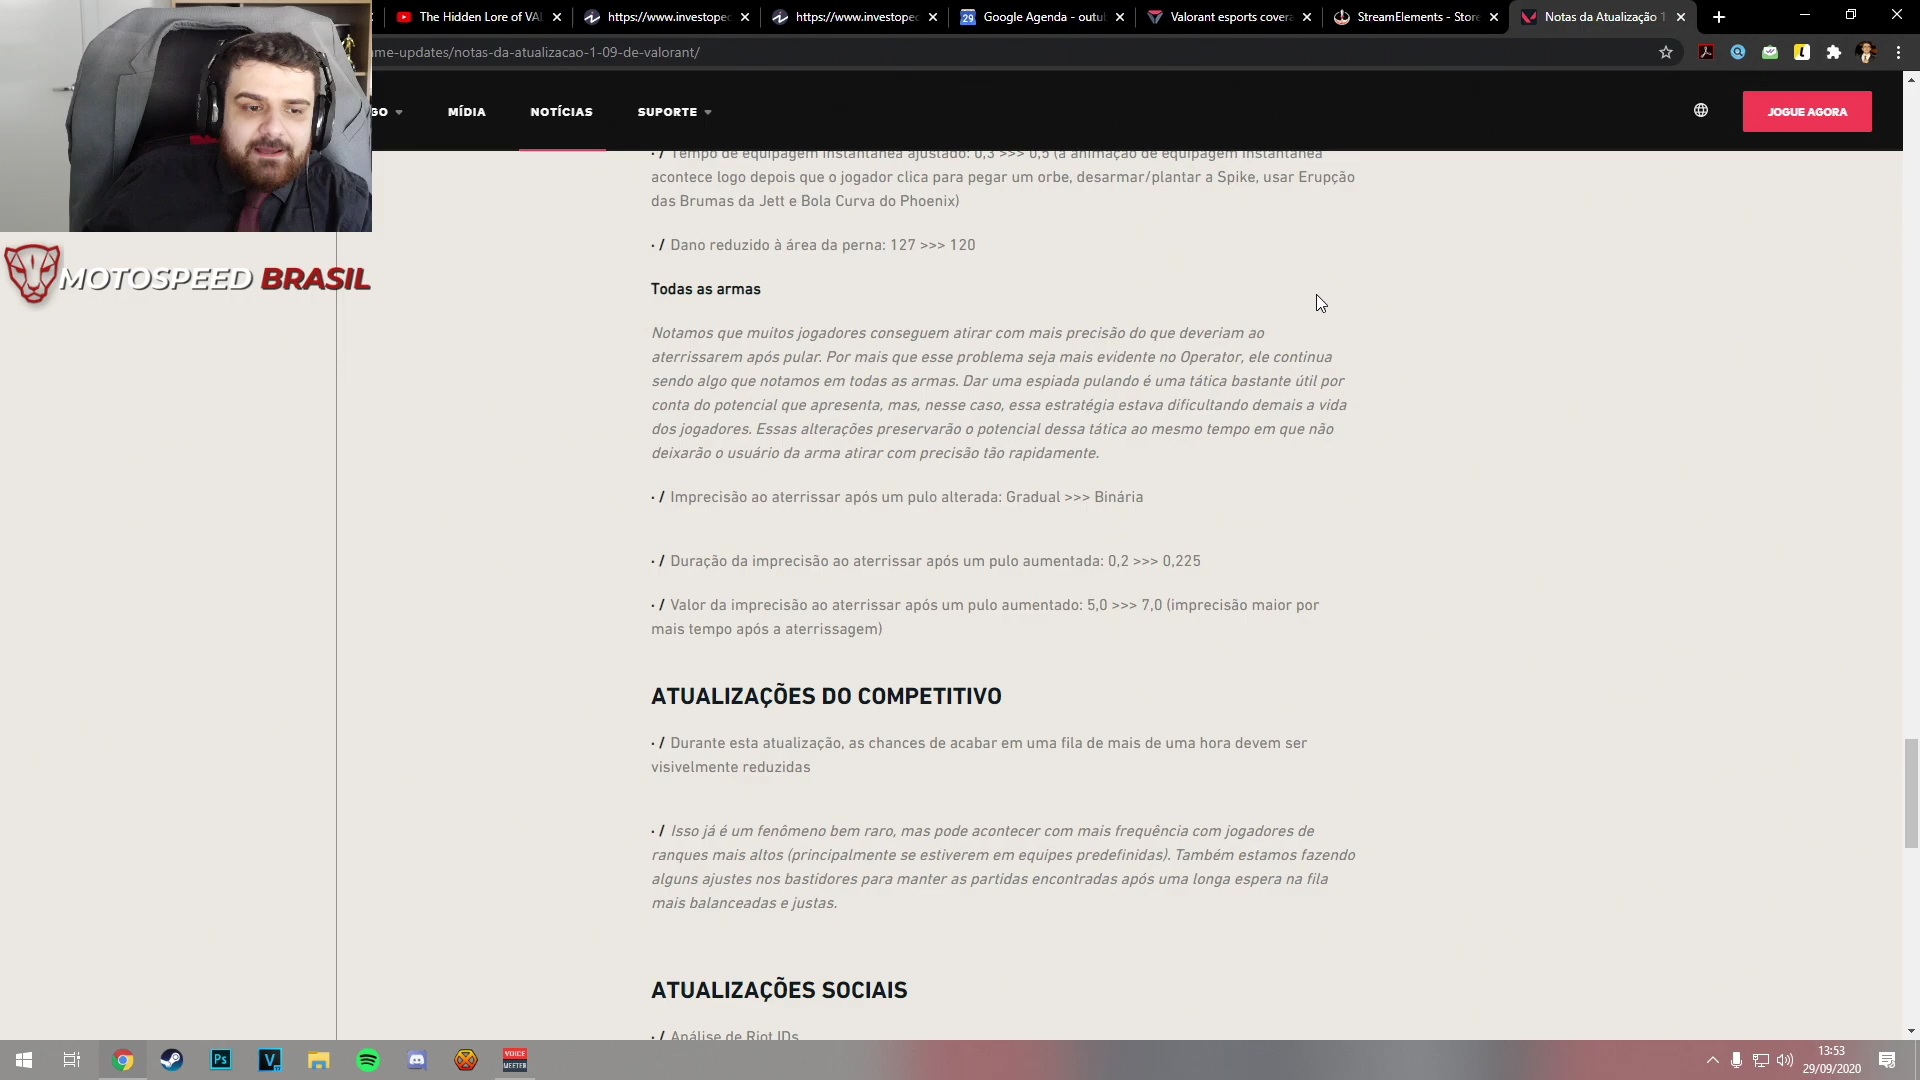 The Hidden Lore of VAL
https://www.investoped
https://www.investoped
29
Google Agenda - outu
Valorant esports covera
StreamElements - Store
Notas da Atualização 1
me-updates/notas-da-atualizacao-1-09-de-valorant/
GO
MÍDIA
NOTÍCIAS
SUPORTE
JOGUE AGORA
MOTOSPEED BRASIL
· / Tempo de equipagem instantânea ajustado: 0,3 >>> 0,5 (a animação de equipagem instantânea
acontece logo depois que o jogador clica para pegar um orbe, desarmar/plantar a Spike, usar Erupção
das Brumas da Jett e Bola Curva do Phoenix)
· / Dano reduzido à área da perna: 127 >>> 120
Todas as armas
Notamos que muitos jogadores conseguem atirar com mais precisão do que deveriam ao
aterrissarem após pular. Por mais que esse problema seja mais evidente no Operator, ele continua
sendo algo que notamos em todas as armas. Dar uma espiada pulando é uma tática bastante útil por
conta do potencial que apresenta, mas, nesse caso, essa estratégia estava dificultando demais a vida
dos jogadores. Essas alterações preservarão o potencial dessa tática ao mesmo tempo em que não
deixarão o usuário da arma atirar com precisão tão rapidamente.
· / Imprecisão ao aterrissar após um pulo alterada: Gradual >>> Binária
· / Duração da imprecisão ao aterrissar após um pulo aumentada: 0,2 >>> 0,225
· / Valor da imprecisão ao aterrissar após um pulo aumentado: 5,0 >>> 7,0 (imprecisão maior por
mais tempo após a aterrissagem)
ATUALIZAÇÕES DO COMPETITIVO
· / Durante esta atualização, as chances de acabar em uma fila de mais de uma hora devem ser
visivelmente reduzidas
· / Isso já é um fenômeno bem raro, mas pode acontecer com mais frequência com jogadores de
ranques mais altos (principalmente se estiverem em equipes predefinidas). Também estamos fazendo
alguns ajustes nos bastidores para manter as partidas encontradas após uma longa espera na fila
mais balanceadas e justas.
ATUALIZAÇÕES SOCIAIS
· / Análise de Riot IDs
Ps
V
VOICE
MEETER
13:53
29/09/2020